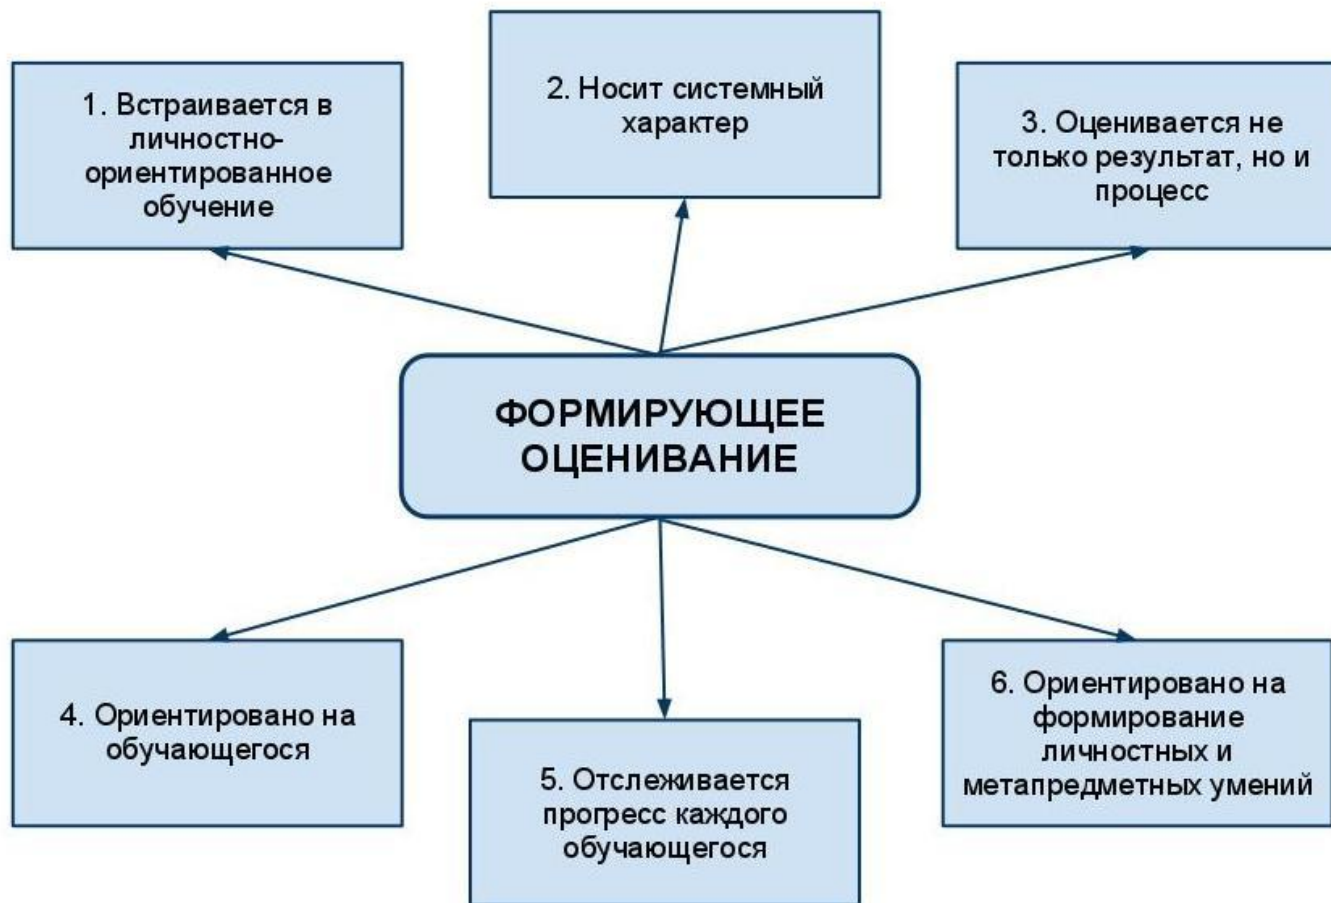 1. Встраивается в
личностно-
ориентированное
обучение
2. Носит системный
характер
3. Оценивается не
только результат, но и
процесс
ФОРМИРУЮЩЕЕ
ОЦЕНИВАНИЕ
4. Ориентировано на
обучающегося
5. Отслеживается
прогресс каждого
обучающегося
6. Ориентировано на
формирование
личностных и
метапредметных умений